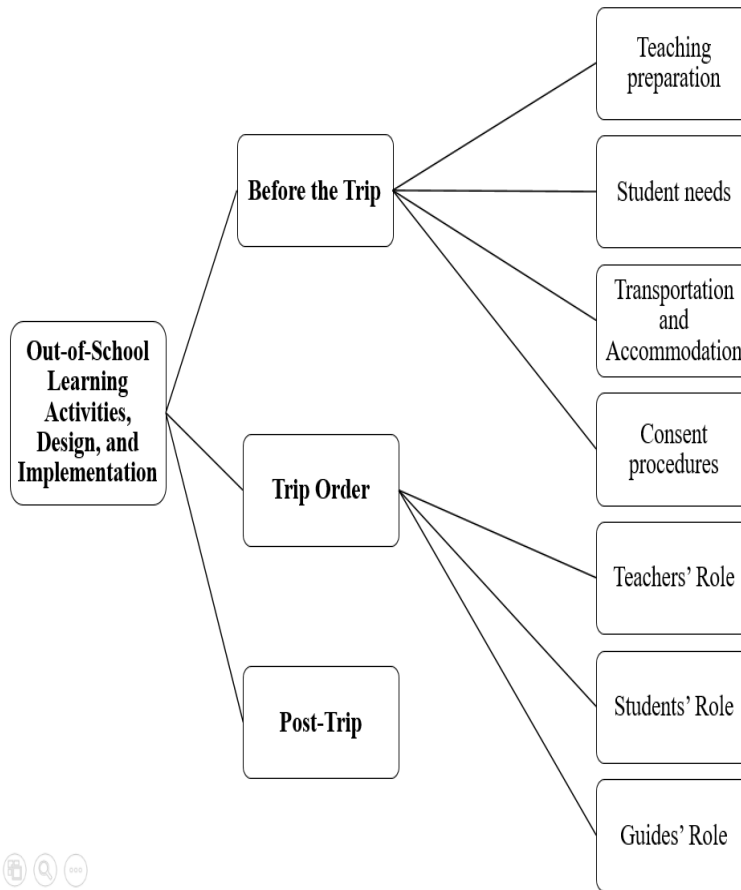 Out-of-School
Learning
Activities,
Design, and
Implementation
Before the Trip
Trip Order
Post-Trip
Teaching
preparation
Student needs
Transportation
and
Accommodation
Consent
procedures
Teachers’ Role
Students’ Role
Guides’ Role